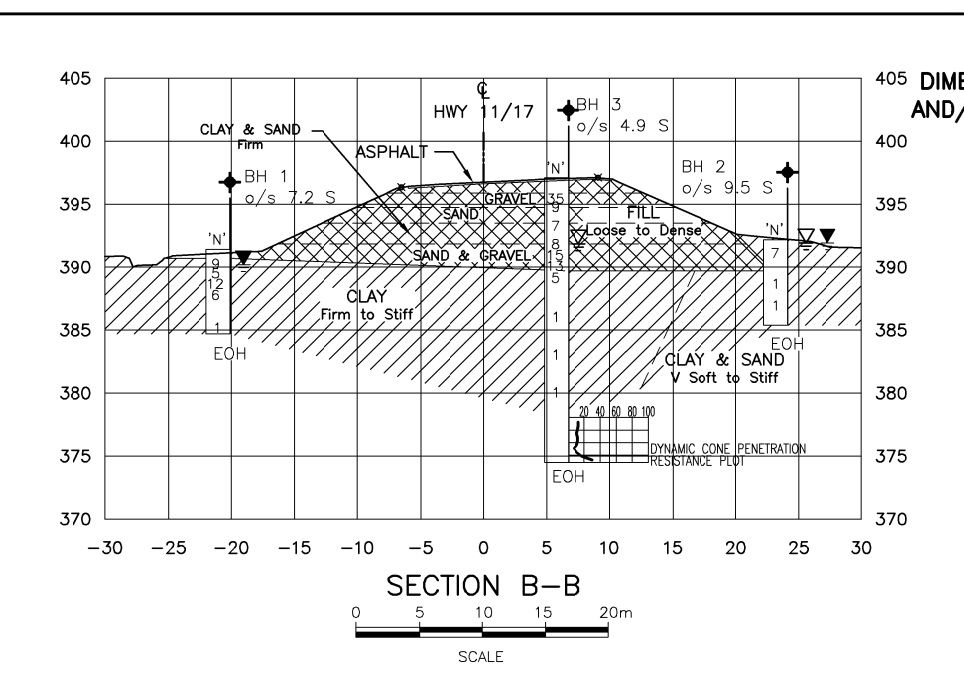 405
400
395
390
385
380
375
370
405 DIME
AND/
400
395
390
385
380
375
370
HWY 11/17
BH 3
o/s 4.9 S
CLAY & SAND
Firm
ASPHALT
BH 1
o/s 7.2 S
BH 2
o/s 9.5 S
'N'
9
5
12
6
1
EOH
'N'
35
9
7
8
15
13
5
1
1
1
EOH
'N'
7
1
1
EOH
GRAVEL
SAND
FILL
Loose to Dense
SAND & GRAVEL
CLAY
Firm to Stiff
CLAY & SAND
V Soft to Stiff
20 40 60 80 100
DYNAMIC CONE PENETRATION
RESISTANCE PLOT
-30 -25 -20 -15 -10 -5 0 5 10 15 20 25 30
SECTION B-B
0 5 10 15 20m
SCALE